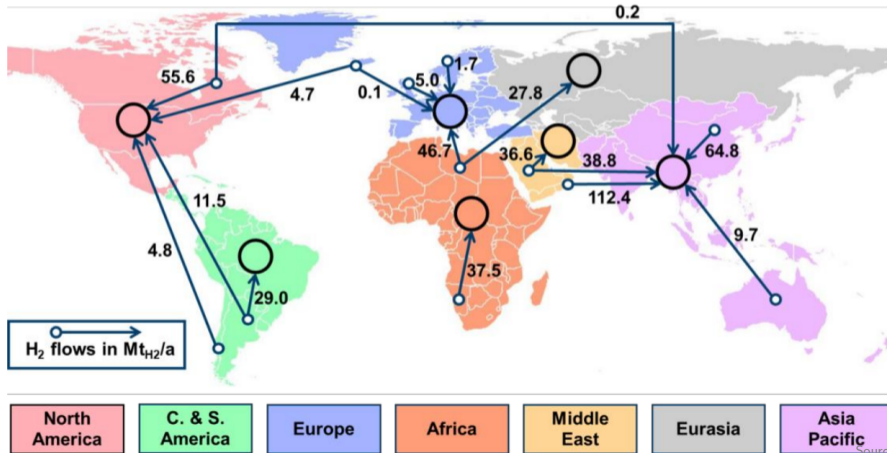 0.2
55.6
4.7
0.1
5.0
1.7
27.8
46.7
36.6
38.8
64.8
112.4
11.5
4.8
29.0
37.5
9.7
H₂ flows in Mt_H2/a
North
America
C. & S.
America
Europe
Africa
Middle
East
Eurasia
Asia
Pacific